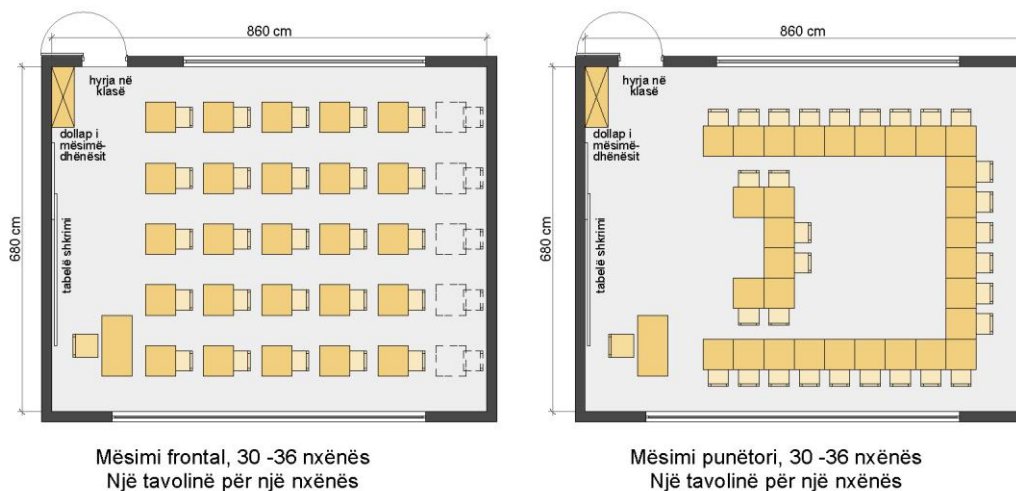 860 cm
hyrja në
klasë
dollap i
mësimë-
dhënësit
680 cm
tabelë shkrimi
Mësimi frontal, 30 -36 nxënës
Një tavolinë për një nxënës
860 cm
hyrja në
klasë
dollap i
mësimë-
dhënësit
680 cm
tabelë shkrimi
Mësimi punëtori, 30 -36 nxënës
Një tavolinë për një nxënës